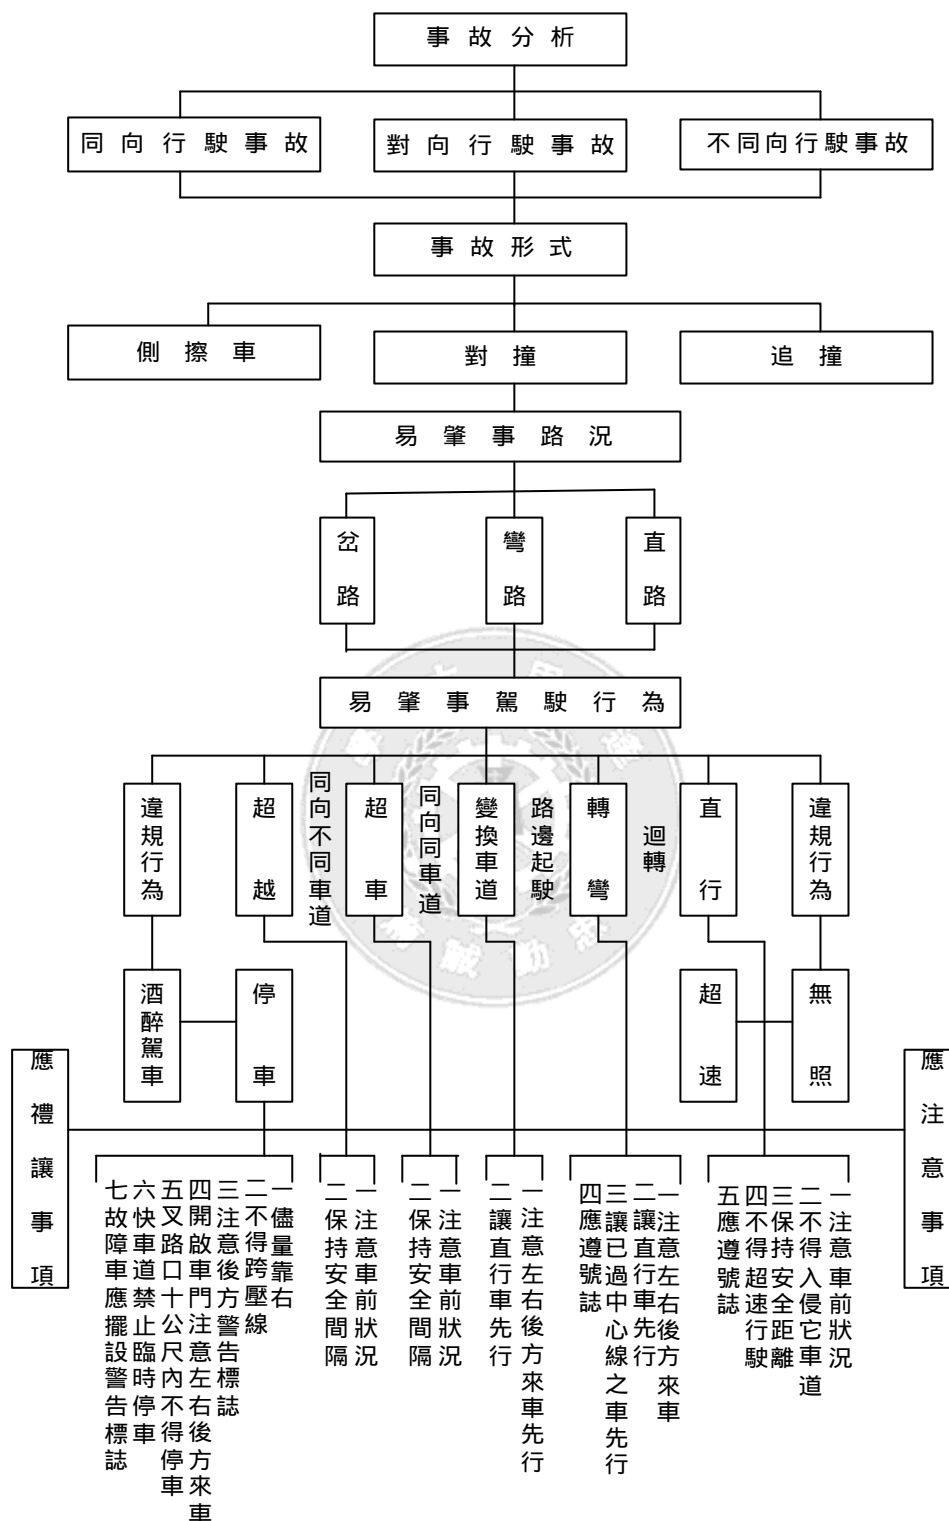 事故分析
同向行駛事故
對向行駛事故
不同向行駛事故
事故形式
側擦車
對撞
追撞
易肇事路況
岔路
彎路
直路
易肇事駕駛行為
違規行為
超越
同向不同車道
超車
同向同車道
變換車道
路邊起駛
轉彎
迴轉
直行
違規行為
酒醉駕車
停車
超速
無照
應禮讓事項
應注意事項
一儘量靠右
二不得跨壓線
三注意後方警告標誌
四開啟車門注意左右後方來車
五叉路口十公尺內不得停車
六快車道禁止臨時停車
七故障車應擺設警告標誌
一注意車前狀況
二保持安全間隔
一注意車前狀況
二保持安全間隔
一注意左右後方來車先行
二讓直行車先行
一注意左右後方來車
二讓直行車先行
三讓已過中心線之車先行
四應遵號誌
一注意車前狀況
二不得入侵它車道
三保持安全距離
四不得超速行駛
五應遵號誌